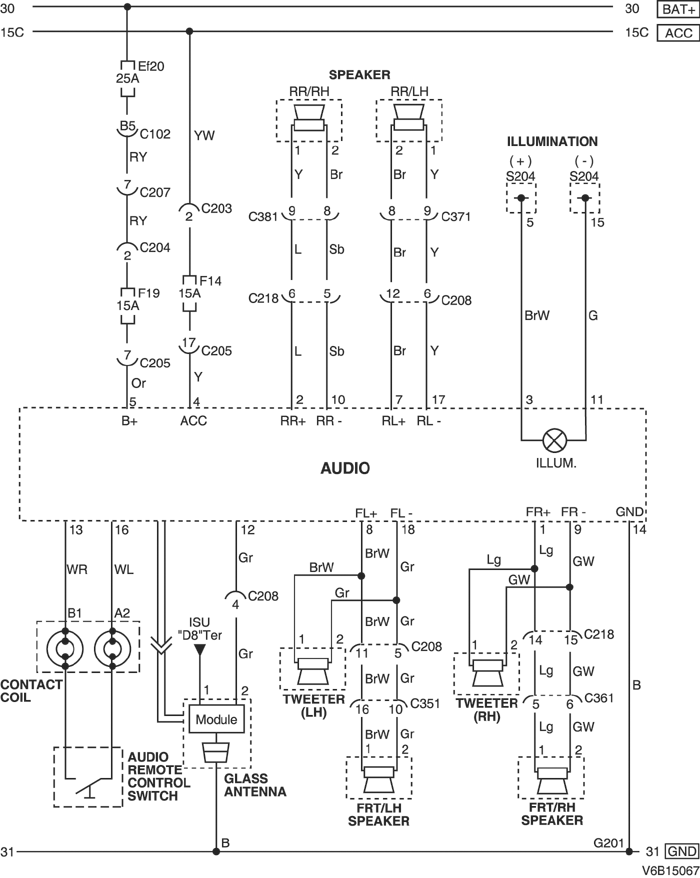 30 30 BAT+
15C 15C ACC
Ef20
25A
SPEAKER
RR/RH RR/LH
B5 C102
YW
ILLUMINATION
(+) (-)
S204 S204
1 2 2 1
RY
Y Br Br Y
7 C207
C203
2
C381 9 8 8 9 C371
5 15
RY
C204
2
L Sb Br Y
F14
15A
F19
15A
C218 6 5 12 6 C208
BrW G
17 C205
7 C205
L Sb Br Y
Or Y
5 4 2 10 7 17 3 11
B+ ACC RR+ RR - RL+ RL -
AUDIO
ILLUM.
FL+ FL - FR+ FR - GND
13 16 12 8 18 1 9 14
Gr BrW Gr Lg GW
WR WL
BrW Lg
GW
C208
4
Gr
B1 A2
ISU
"D8"Ter
BrW Gr
1 2 14 15 C218
11 5 C208
1 2
Gr
CONTACT
COIL
1 2
BrW Gr
Lg GW
B
TWEETER
(LH)
16 10 C351
TWEETER
(RH)
5 6 C361
Module
BrW Gr
Lg GW
1 2 1 2
AUDIO
REMOTE
CONTROL
SWITCH
GLASS
ANTENNA
FRT/LH
SPEAKER
FRT/RH
SPEAKER
31 B G201 31 GND
V6B15067